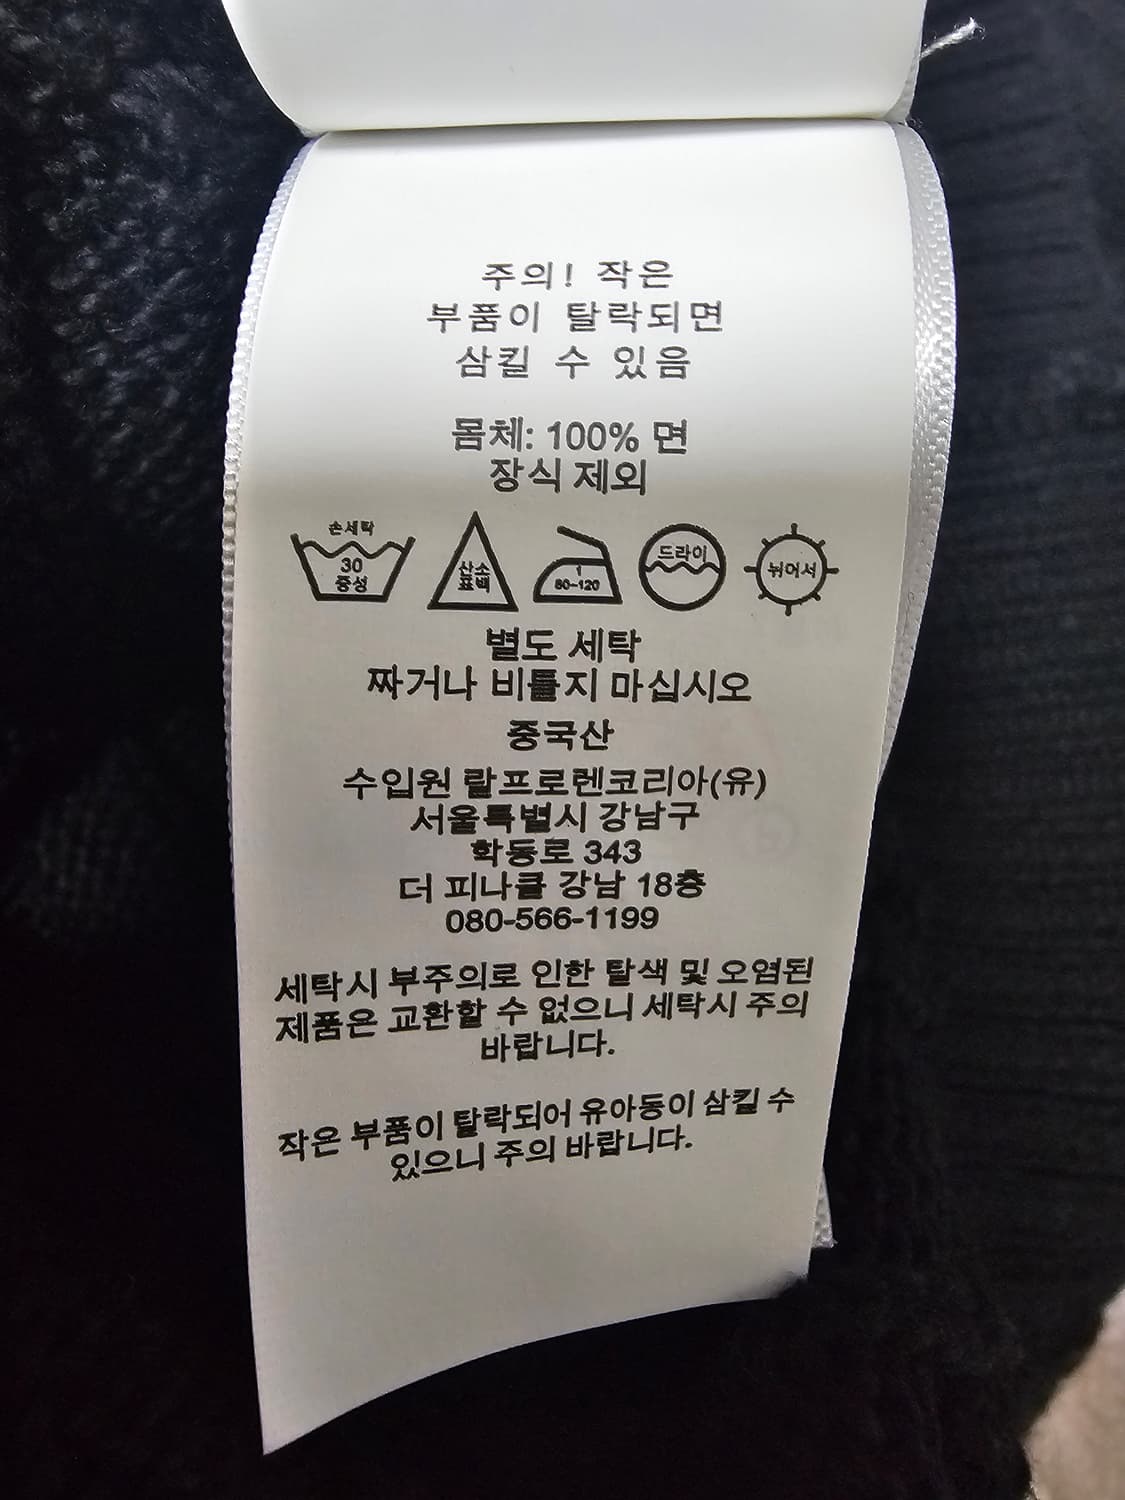 주의! 작은
부품이 탈락되면
삼킬 수 있음
몸체: 100% 면
장식 제외
손세탁
30
중성
산소
표백
1
80~120
드라이
뉘어서
별도 세탁
짜거나 비틀지 마십시오
중국산
수입원 랄프로렌코리아(유)
서울특별시 강남구
학동로 343
더 피나클 강남 18층
080-566-1199
세탁시 부주의로 인한 탈색 및 오염된
제품은 교환할 수 없으니 세탁시 주의
바랍니다.
작은 부품이 탈락되어 유아동이 삼킬 수
있으니 주의 바랍니다.